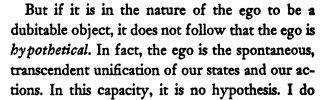 But if it is in the nature of the ego to be a
dubitable object, it does not follow that the ego is
hypothetical. In fact, the ego is the spontaneous,
transcendent unification of our states and our ac-
tions. In this capacity, it is no hypothesis. I do